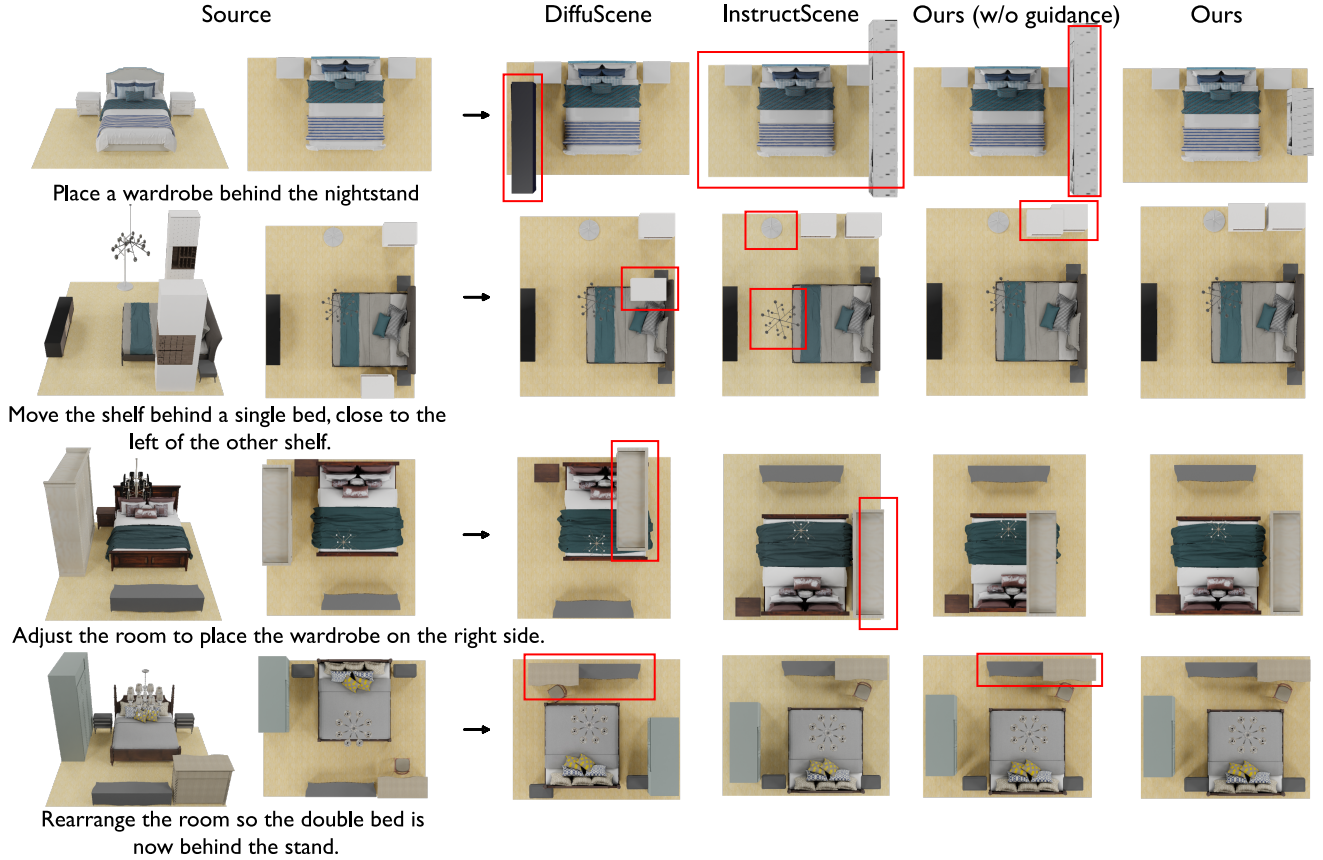 Source
DiffuScene
InstructScene
Ours (w/o guidance)
Ours
Place a wardrobe behind the nightstand
Move the shelf behind a single bed, close to the
left of the other shelf.
Adjust the room to place the wardrobe on the right side.
Rearrange the room so the double bed is
now behind the stand.